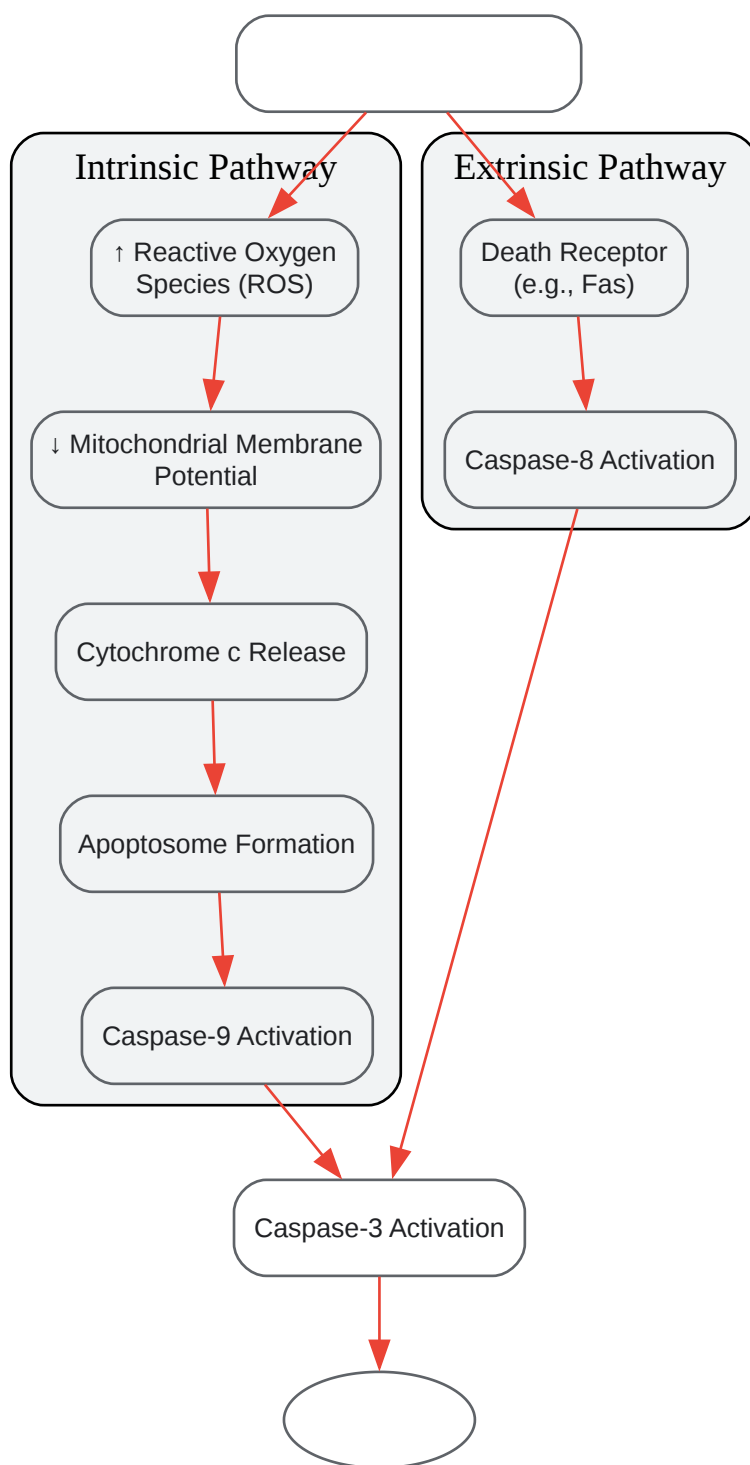 Intrinsic Pathway
Extrinsic Pathway
↑ Reactive Oxygen
Species (ROS)
Death Receptor
(e.g., Fas)
↓ Mitochondrial Membrane
Potential
Caspase-8 Activation
Cytochrome c Release
Apoptosome Formation
Caspase-9 Activation
Caspase-3 Activation